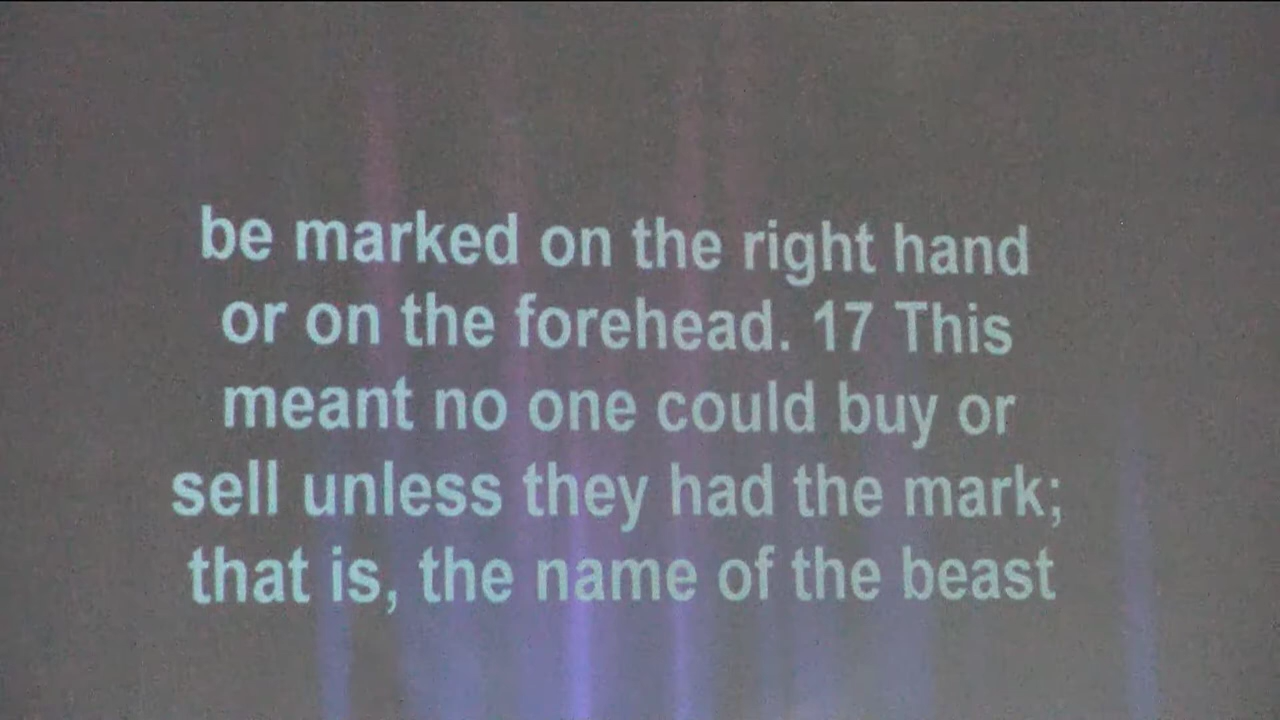 be marked on the right hand
or on the forehead. 17 This
meant no one could buy or
sell unless they had the mark;
that is, the name of the beast